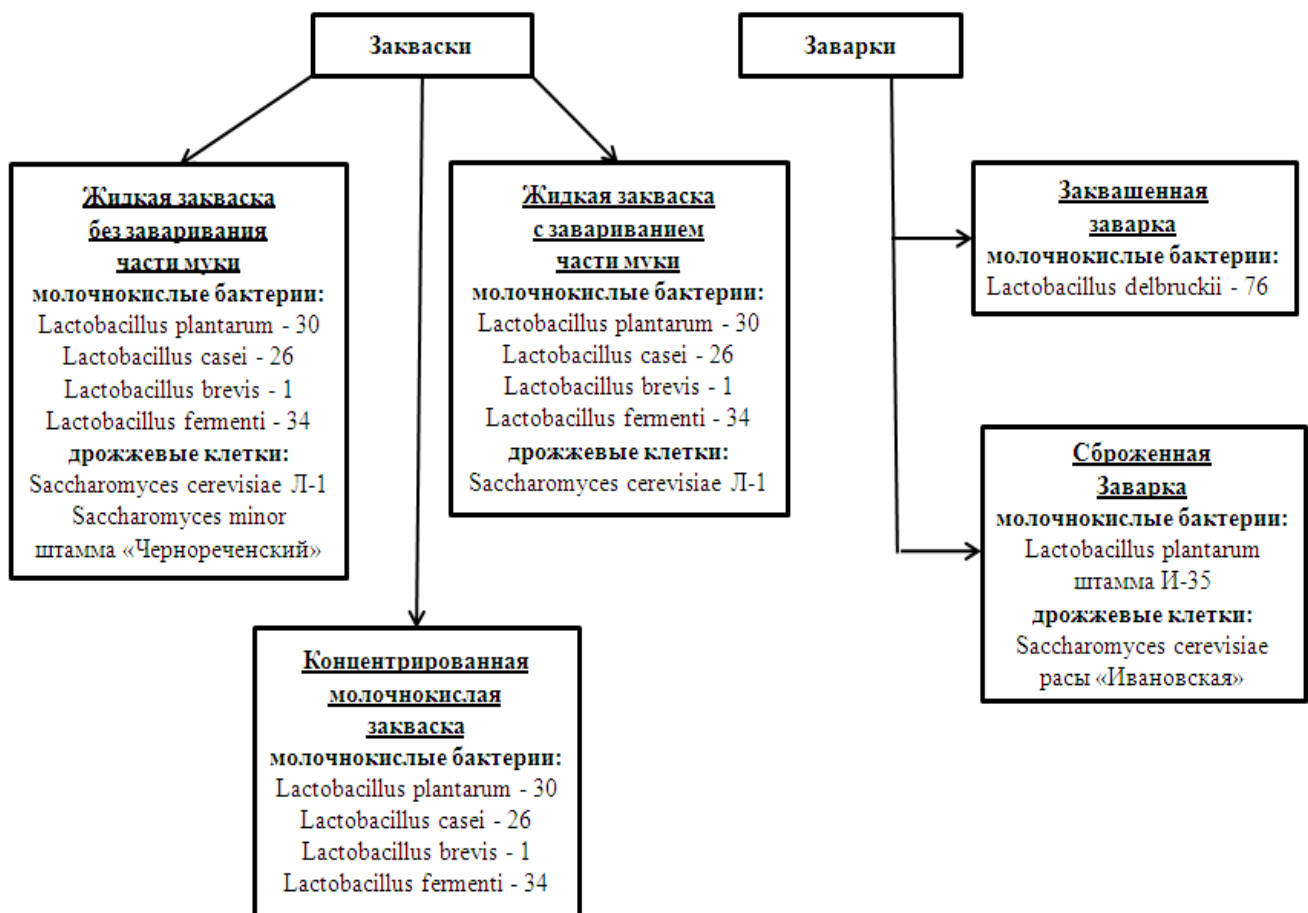 Закваски
Заварки
Жидкая закваска
без заваривания
части муки
молочнокислые бактерии:
Lactobacillus plantarum - 30
Lactobacillus casei - 26
Lactobacillus brevis - 1
Lactobacillus fermenti - 34
дрожжевые клетки:
Saccharomyces cerevisiae Л-1
Saccharomyces minor
штамма «Чернореченский»
Жидкая закваска
с завариванием
части муки
молочнокислые бактерии:
Lactobacillus plantarum - 30
Lactobacillus casei - 26
Lactobacillus brevis - 1
Lactobacillus fermenti - 34
дрожжевые клетки:
Saccharomyces cerevisiae Л-1
Заквашенная
заварка
молочнокислые бактерии:
Lactobacillus delbruckii - 76
Сброженная
Заварка
молочнокислые бактерии:
Lactobacillus plantarum
штамма И-35
дрожжевые клетки:
Saccharomyces cerevisiae
расы «Ивановская»
Концентрированная
молочнокислая
закваска
молочнокислые бактерии:
Lactobacillus plantarum - 30
Lactobacillus casei - 26
Lactobacillus brevis - 1
Lactobacillus fermenti - 34